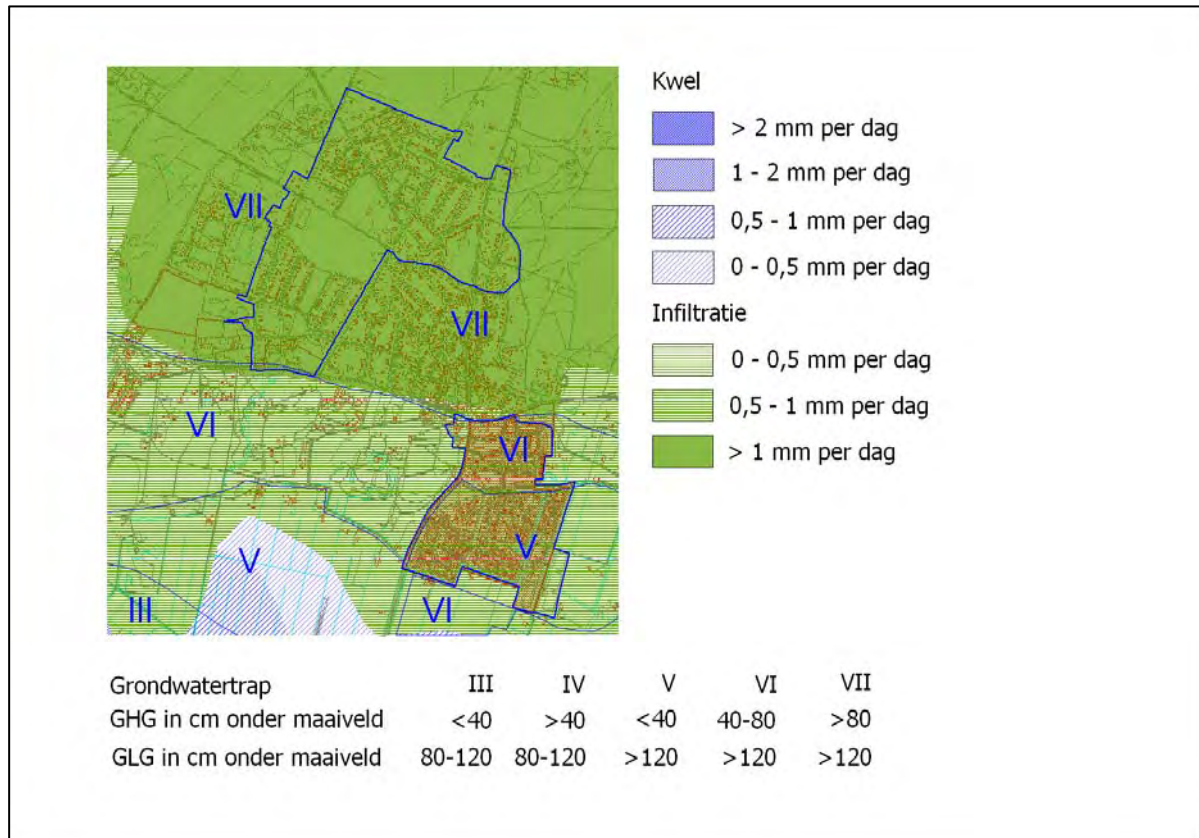 Kwel
> 2 mm per dag
1 - 2 mm per dag
0,5 - 1 mm per dag
0 - 0,5 mm per dag
Infiltratie
0 - 0,5 mm per dag
0,5 - 1 mm per dag
> 1 mm per dag
VII
VII
VI
VI
V
V
III
VI
Grondwatertrap III IV V VI VII
GHG in cm onder maaiveld <40 >40 <40 40-80 >80
GLG in cm onder maaiveld 80-120 80-120 >120 >120 >120